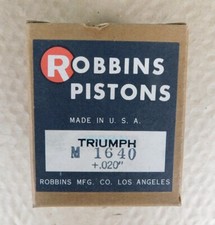 ROBBINS
PISTONS
MADE IN U. S. A.
TRIUMPH
M 1640
+.020"
ROBBINS MFG. CO. LOS ANGELES